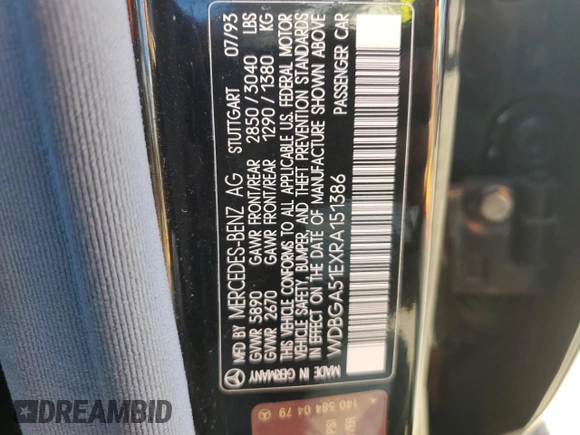 MFD BY MERCEDES-BENZ AG STUTTGART 07/93
GVWR 5890 GAWR FRONT/REAR 2850/3040 LBS
GVWR 2670 GAWR FRONT/REAR 1290/1380 KG
THIS VEHICLE CONFORMS TO ALL APPLICABLE U.S. FEDERAL MOTOR
VEHICLE SAFETY, BUMPER, AND THEFT PREVENTION STANDARDS
IN EFFECT ON THE DATE OF MANUFACTURE SHOWN ABOVE
WDBGA51EXRA151386 PASSENGER CAR
MADE IN GERMANY
140 584 04 79
PSI
DREAMBID